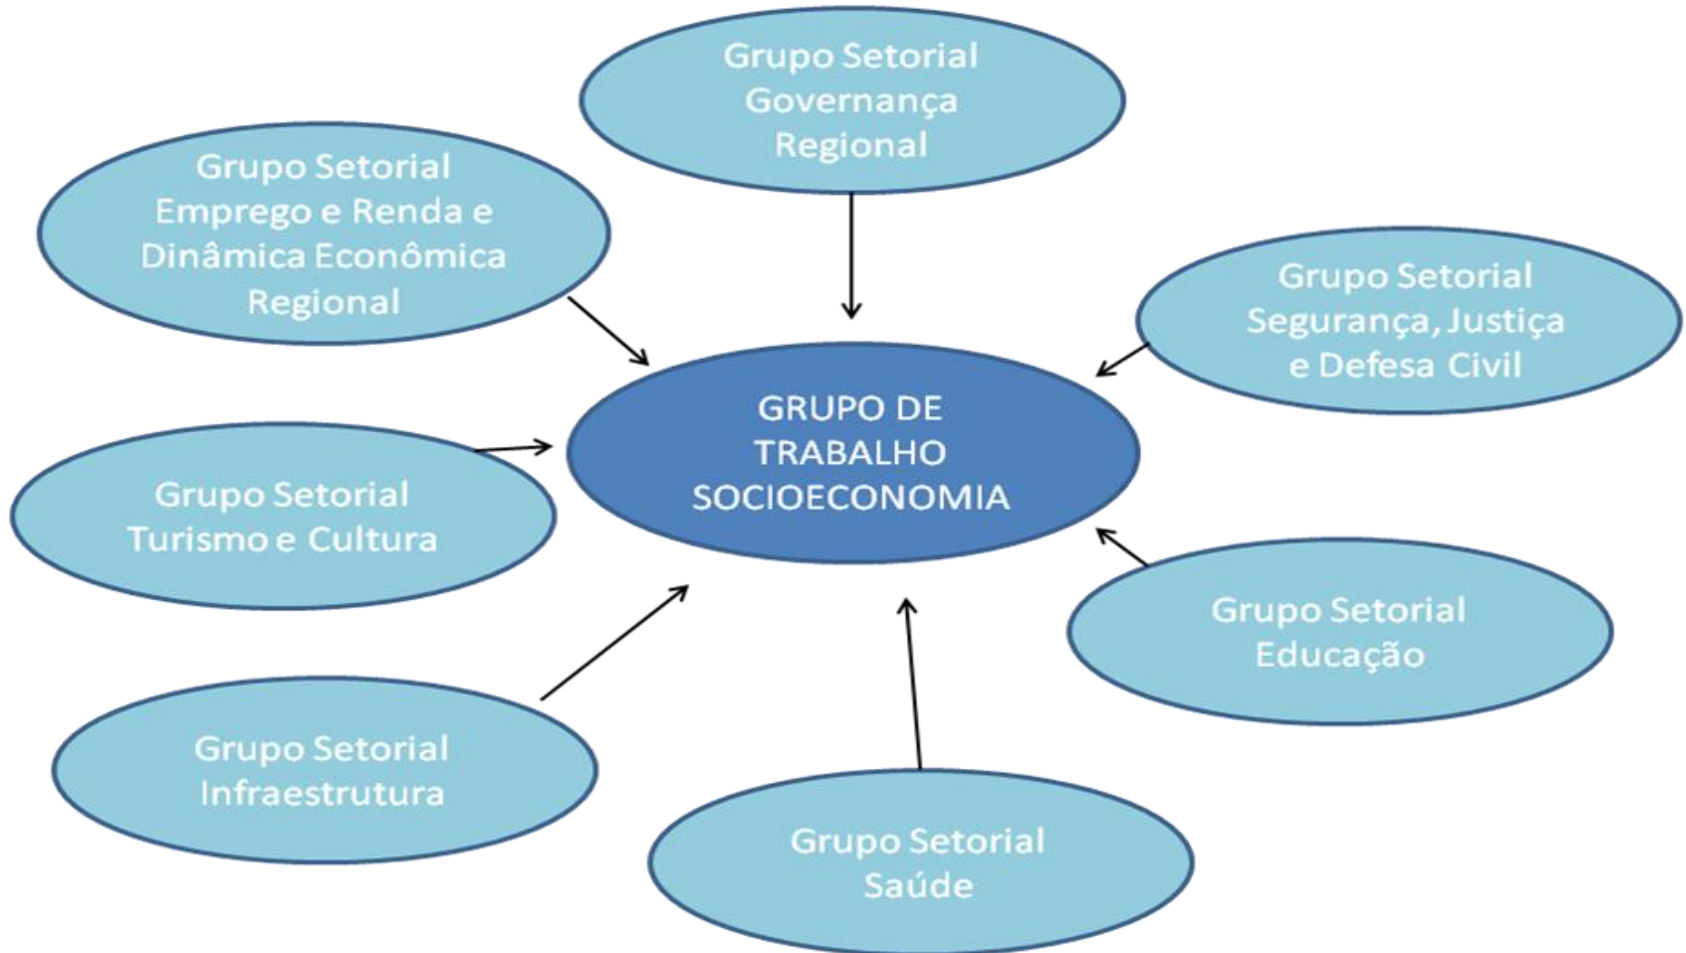 Grupo Setorial
Governança
Regional
Grupo Setorial
Emprego e Renda e
Dinâmica Econômica
Regional
Grupo Setorial
Segurança, Justiça
e Defesa Civil
GRUPO DE
TRABALHO
SOCIOECONOMIA
Grupo Setorial
Turismo e Cultura
Grupo Setorial
Educação
Grupo Setorial
Infraestrutura
Grupo Setorial
Saúde